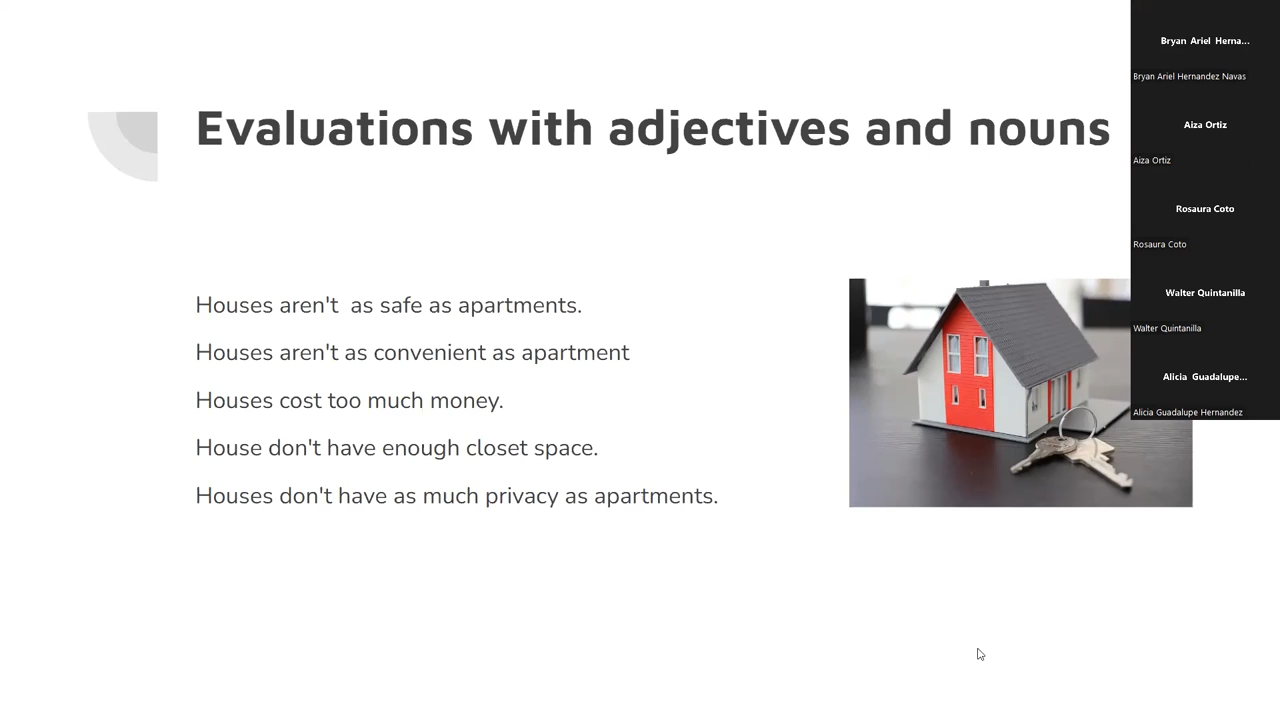 Evaluations with adjectives and nouns
Houses aren't  as safe as apartments.
Houses aren't as convenient as apartment
Houses cost too much money.
House don't have enough closet space.
Houses don't have as much privacy as apartments.
Bryan Ariel Herna...
Bryan Ariel Hernandez Navas
Aiza Ortiz
Aiza Ortiz
Rosaura Coto
Rosaura Coto
Walter Quintanilla
Walter Quintanilla
Alicia Guadalupe...
Alicia Guadalupe Hernandez